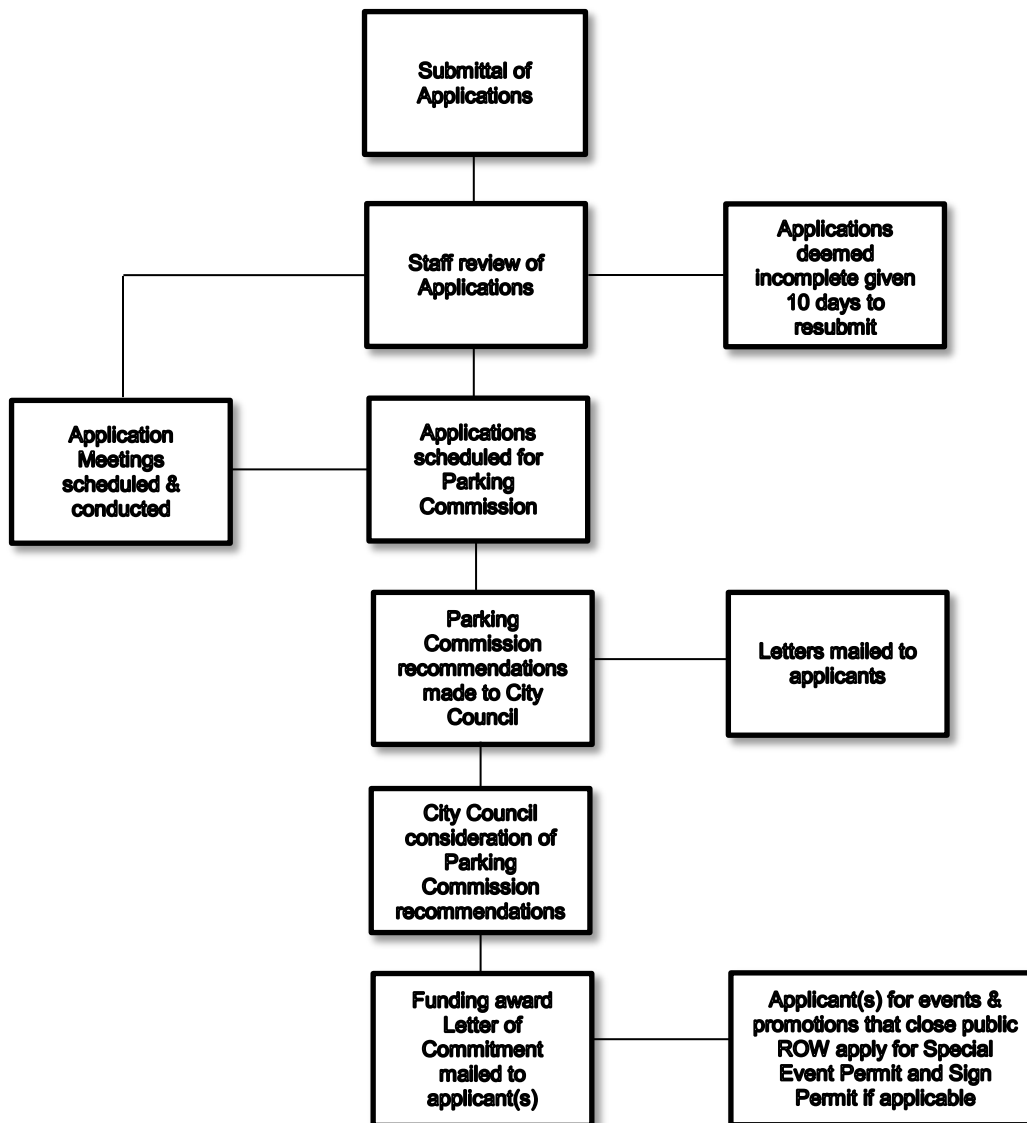 Submittal of
Applications
Staff review of
Applications
Applications
deemed
incomplete given
10 days to
resubmit
Application
Meetings
scheduled &
conducted
Applications
scheduled for
Parking
Commission
Parking
Commission
recommendations
made to City
Council
Letters mailed to
applicants
City Council
consideration of
Parking
Commission
recommendations
Funding award
Letter of
Commitment
mailed to
applicant(s)
Applicant(s) for events &
promotions that close public
ROW apply for Special
Event Permit and Sign
Permit if applicable